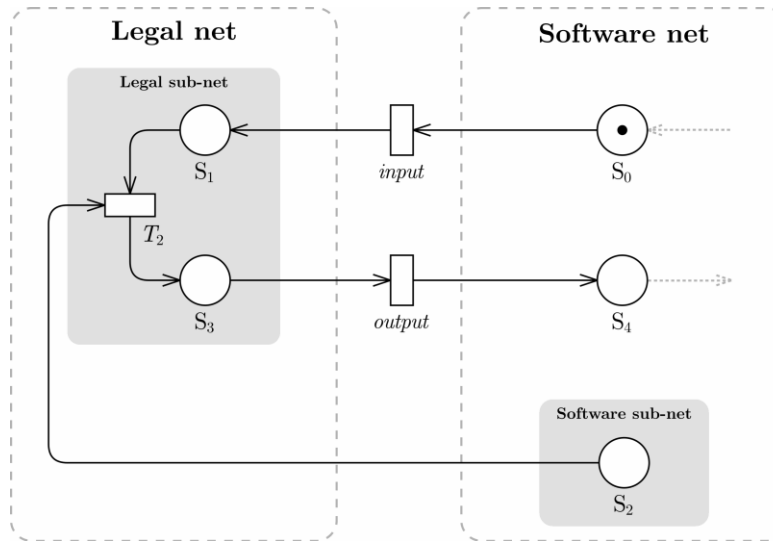 Legal net
Software net
Legal sub-net
S₁
input
S₀
T₂
S₃
output
S₄
Software sub-net
S₂